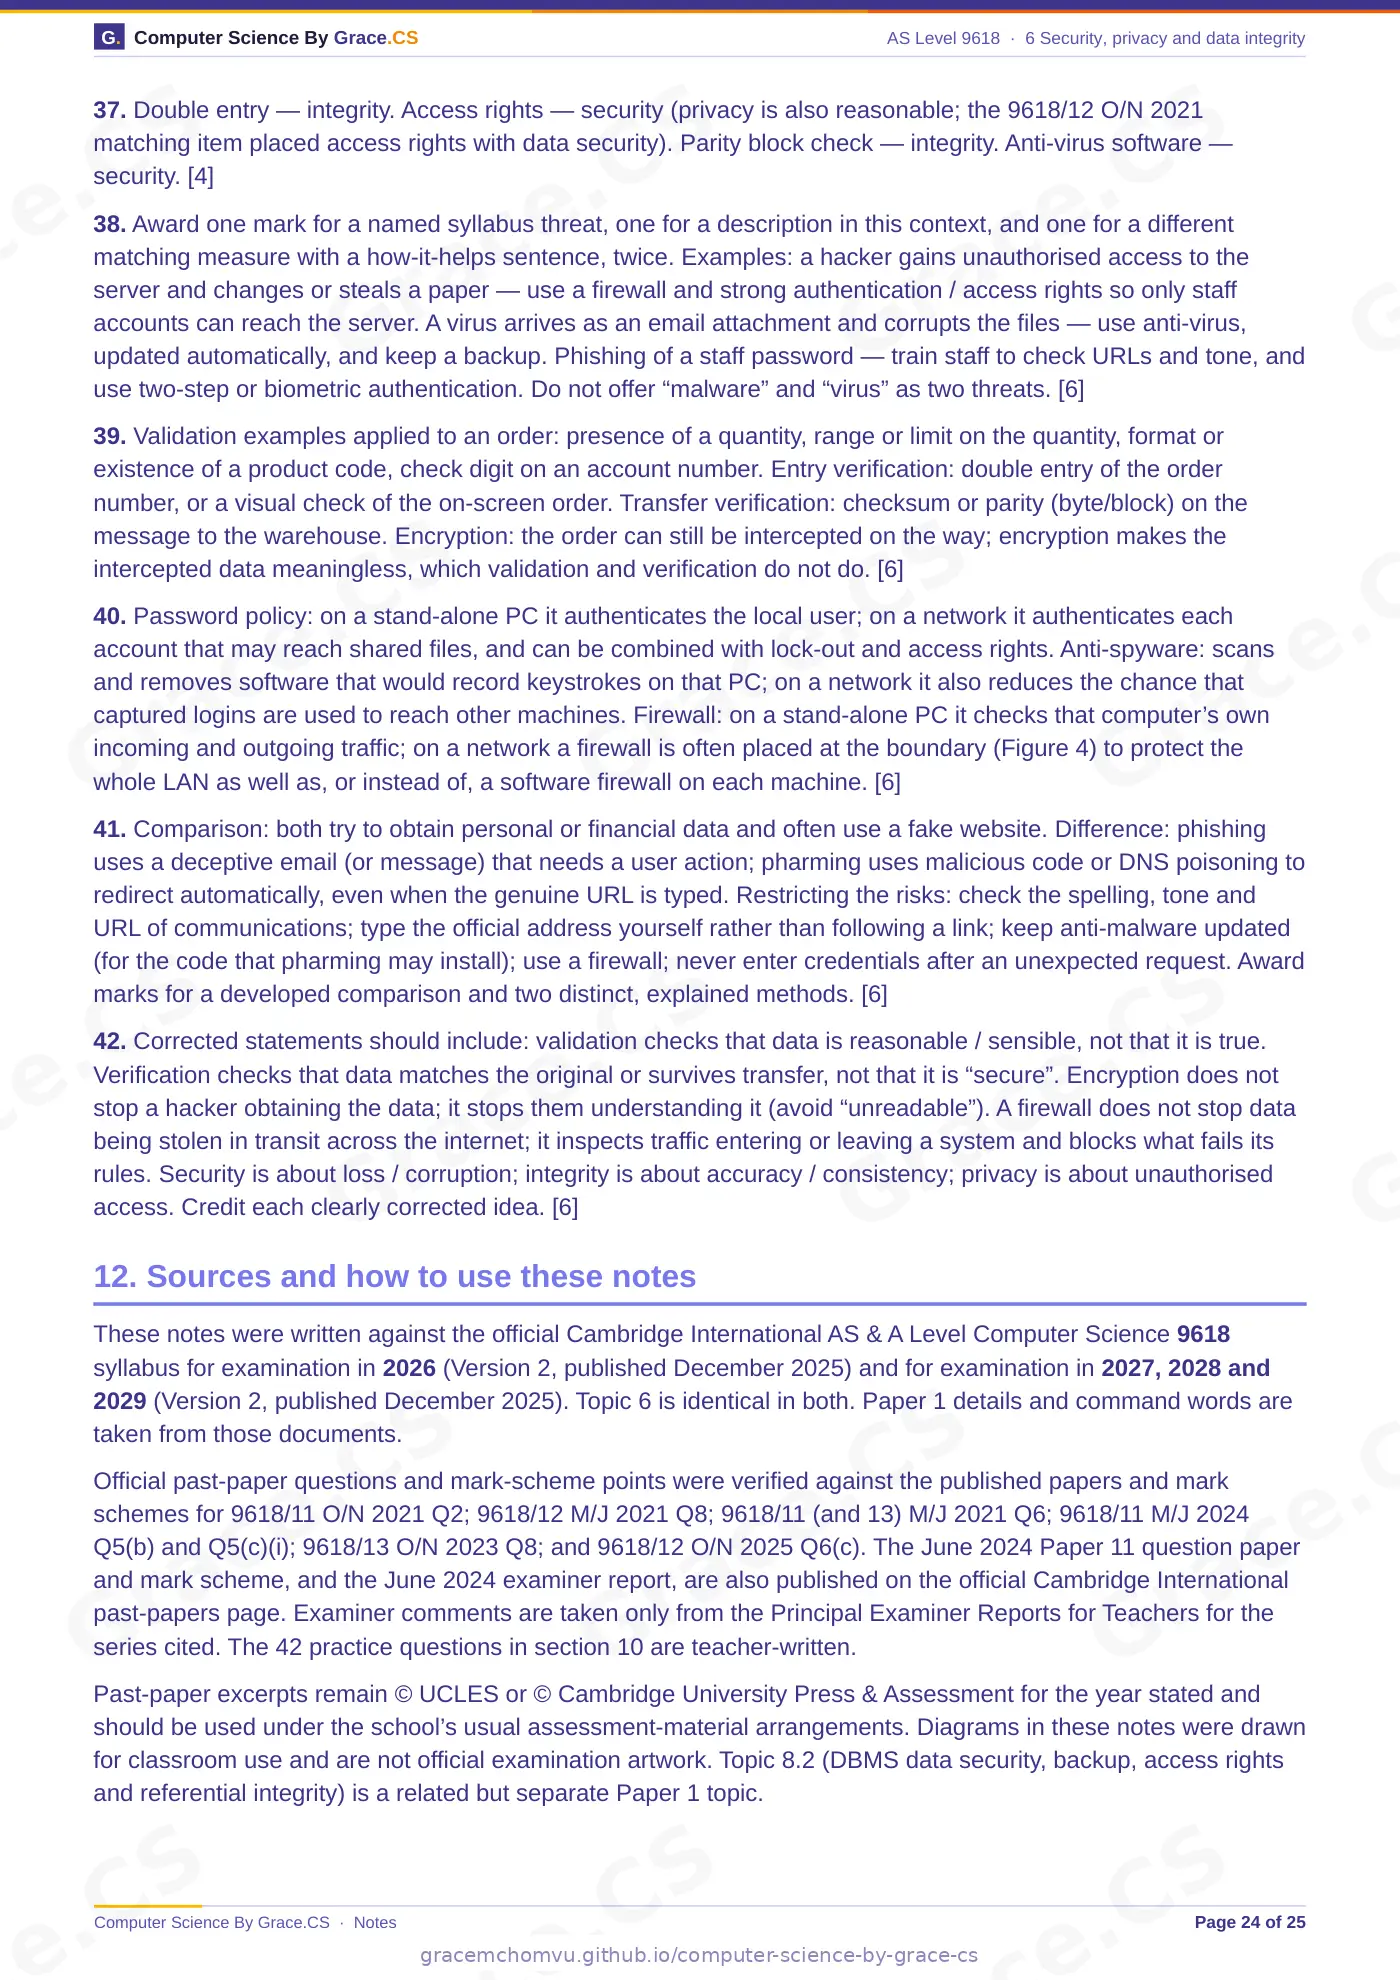 G. Computer Science By Grace.CS
AS Level 9618 · 6 Security, privacy and data integrity
37. Double entry — integrity. Access rights — security (privacy is also reasonable; the 9618/12 O/N 2021
matching item placed access rights with data security). Parity block check — integrity. Anti-virus software —
security. [4]
38. Award one mark for a named syllabus threat, one for a description in this context, and one for a different
matching measure with a how-it-helps sentence, twice. Examples: a hacker gains unauthorised access to the
server and changes or steals a paper — use a firewall and strong authentication / access rights so only staff
accounts can reach the server. A virus arrives as an email attachment and corrupts the files — use anti-virus,
updated automatically, and keep a backup. Phishing of a staff password — train staff to check URLs and tone, and
use two-step or biometric authentication. Do not offer “malware” and “virus” as two threats. [6]
39. Validation examples applied to an order: presence of a quantity, range or limit on the quantity, format or
existence of a product code, check digit on an account number. Entry verification: double entry of the order
number, or a visual check of the on-screen order. Transfer verification: checksum or parity (byte/block) on the
message to the warehouse. Encryption: the order can still be intercepted on the way; encryption makes the
intercepted data meaningless, which validation and verification do not do. [6]
40. Password policy: on a stand-alone PC it authenticates the local user; on a network it authenticates each
account that may reach shared files, and can be combined with lock-out and access rights. Anti-spyware: scans
and removes software that would record keystrokes on that PC; on a network it also reduces the chance that
captured logins are used to reach other machines. Firewall: on a stand-alone PC it checks that computer’s own
incoming and outgoing traffic; on a network a firewall is often placed at the boundary (Figure 4) to protect the
whole LAN as well as, or instead of, a software firewall on each machine. [6]
41. Comparison: both try to obtain personal or financial data and often use a fake website. Difference: phishing
uses a deceptive email (or message) that needs a user action; pharming uses malicious code or DNS poisoning to
redirect automatically, even when the genuine URL is typed. Restricting the risks: check the spelling, tone and
URL of communications; type the official address yourself rather than following a link; keep anti-malware updated
(for the code that pharming may install); use a firewall; never enter credentials after an unexpected request. Award
marks for a developed comparison and two distinct, explained methods. [6]
42. Corrected statements should include: validation checks that data is reasonable / sensible, not that it is true.
Verification checks that data matches the original or survives transfer, not that it is “secure”. Encryption does not
stop a hacker obtaining the data; it stops them understanding it (avoid “unreadable”). A firewall does not stop data
being stolen in transit across the internet; it inspects traffic entering or leaving a system and blocks what fails its
rules. Security is about loss / corruption; integrity is about accuracy / consistency; privacy is about unauthorised
access. Credit each clearly corrected idea. [6]
12. Sources and how to use these notes
These notes were written against the official Cambridge International AS & A Level Computer Science 9618
syllabus for examination in 2026 (Version 2, published December 2025) and for examination in 2027, 2028 and
2029 (Version 2, published December 2025). Topic 6 is identical in both. Paper 1 details and command words are
taken from those documents.
Official past-paper questions and mark-scheme points were verified against the published papers and mark
schemes for 9618/11 O/N 2021 Q2; 9618/12 M/J 2021 Q8; 9618/11 (and 13) M/J 2021 Q6; 9618/11 M/J 2024
Q5(b) and Q5(c)(i); 9618/13 O/N 2023 Q8; and 9618/12 O/N 2025 Q6(c). The June 2024 Paper 11 question paper
and mark scheme, and the June 2024 examiner report, are also published on the official Cambridge International
past-papers page. Examiner comments are taken only from the Principal Examiner Reports for Teachers for the
series cited. The 42 practice questions in section 10 are teacher-written.
Past-paper excerpts remain © UCLES or © Cambridge University Press & Assessment for the year stated and
should be used under the school’s usual assessment-material arrangements. Diagrams in these notes were drawn
for classroom use and are not official examination artwork. Topic 8.2 (DBMS data security, backup, access rights
and referential integrity) is a related but separate Paper 1 topic.
Computer Science By Grace.CS · Notes
Page 24 of 25
gracemchomvu.github.io/computer-science-by-grace-cs